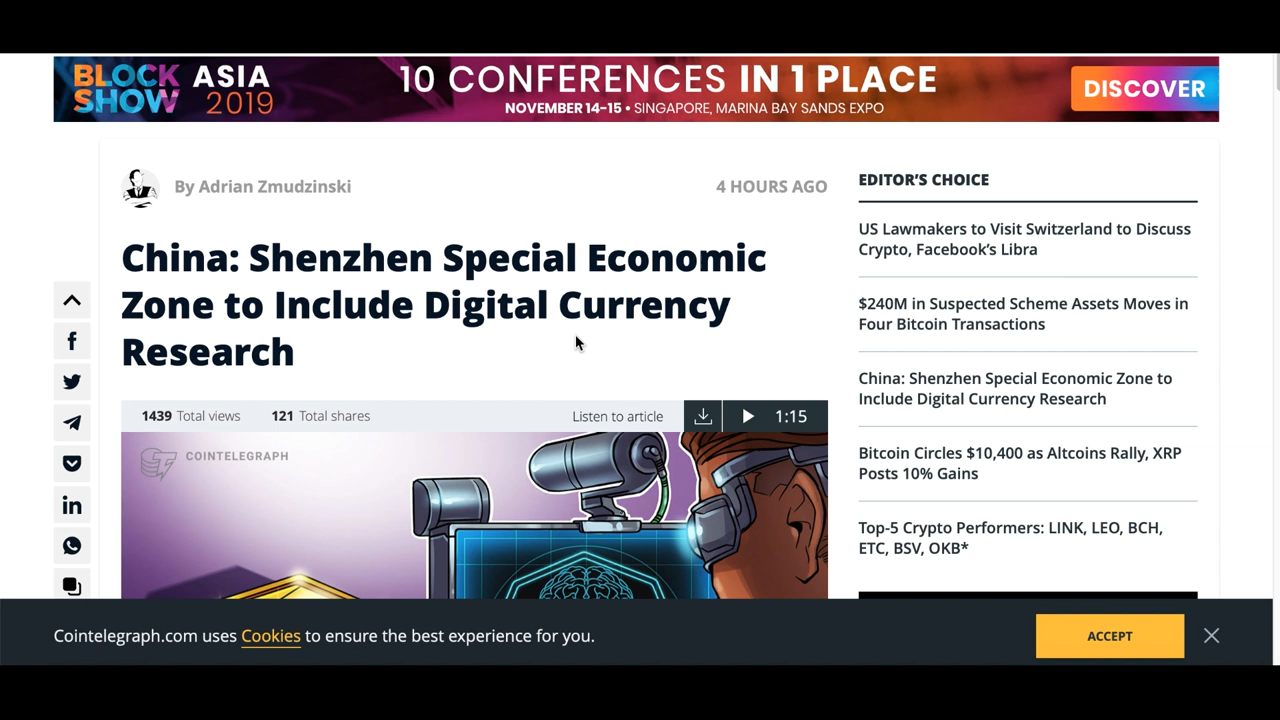 BLOCK ASIA
SHOW 2019
10 CONFERENCES IN 1 PLACE
NOVEMBER 14-15 • SINGAPORE, MARINA BAY SANDS EXPO
DISCOVER
By Adrian Zmudzinski
4 HOURS AGO
China: Shenzhen Special Economic
Zone to Include Digital Currency
Research
1439 Total views 121 Total shares
Listen to article
1:15
COINTELEGRAPH
EDITOR'S CHOICE
US Lawmakers to Visit Switzerland to Discuss
Crypto, Facebook’s Libra
$240M in Suspected Scheme Assets Moves in
Four Bitcoin Transactions
China: Shenzhen Special Economic Zone to
Include Digital Currency Research
Bitcoin Circles $10,400 as Altcoins Rally, XRP
Posts 10% Gains
Top-5 Crypto Performers: LINK, LEO, BCH,
ETC, BSV, OKB*
Cointelegraph.com uses Cookies to ensure the best experience for you.
ACCEPT